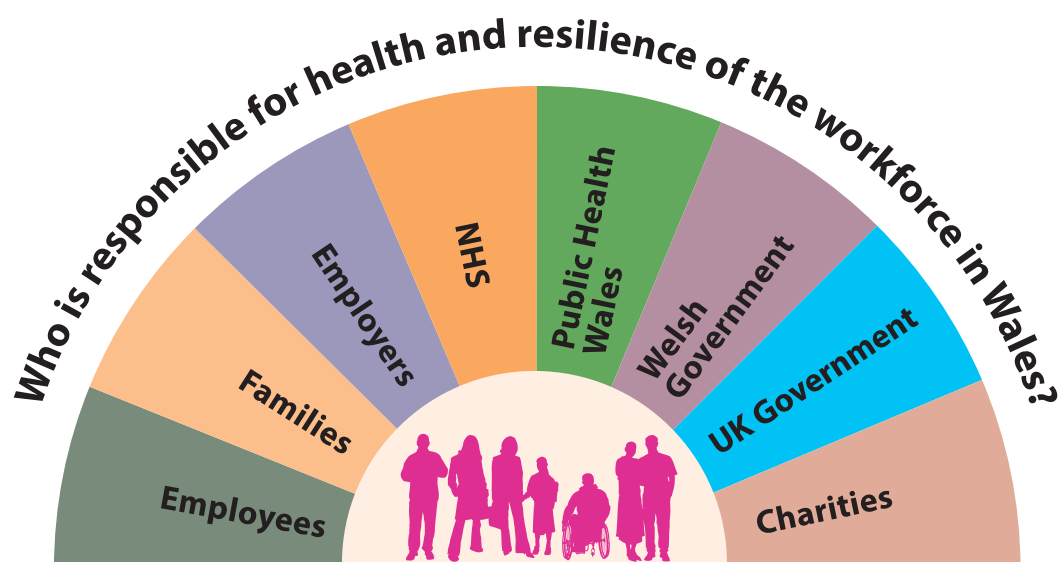 Who is responsible for health and resilience of the workforce in Wales?
Employees
Families
Employers
NHS
Public Health
Wales
Welsh
Government
UK Government
Charities